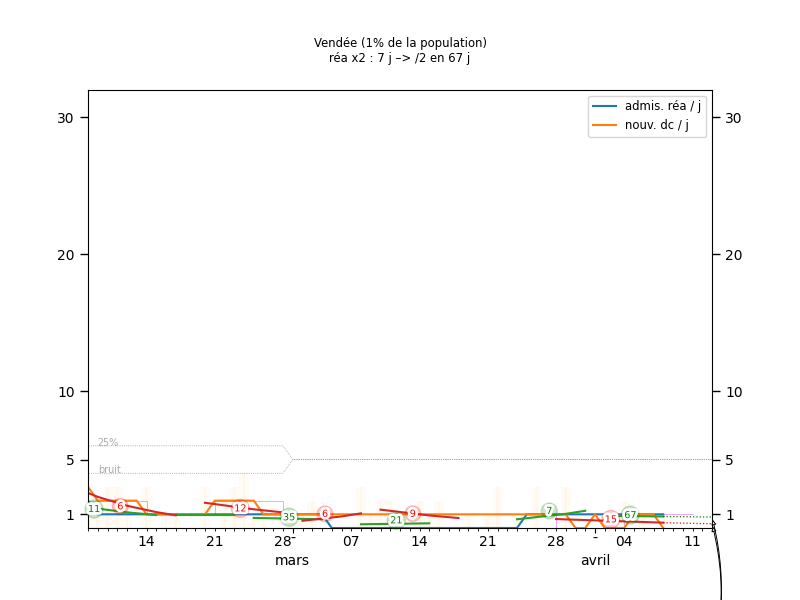 Vendée (1% de la population)
réa x2 : 7 j –> /2 en 67 j
admis. réa / j
nouv. dc / j
30 30
20 20
10 10
25%
5 5
bruit
11 6 12 35 6 21 9 7 15 67
1 1
14 21 28 07 14 21 28 04 11
mars avril